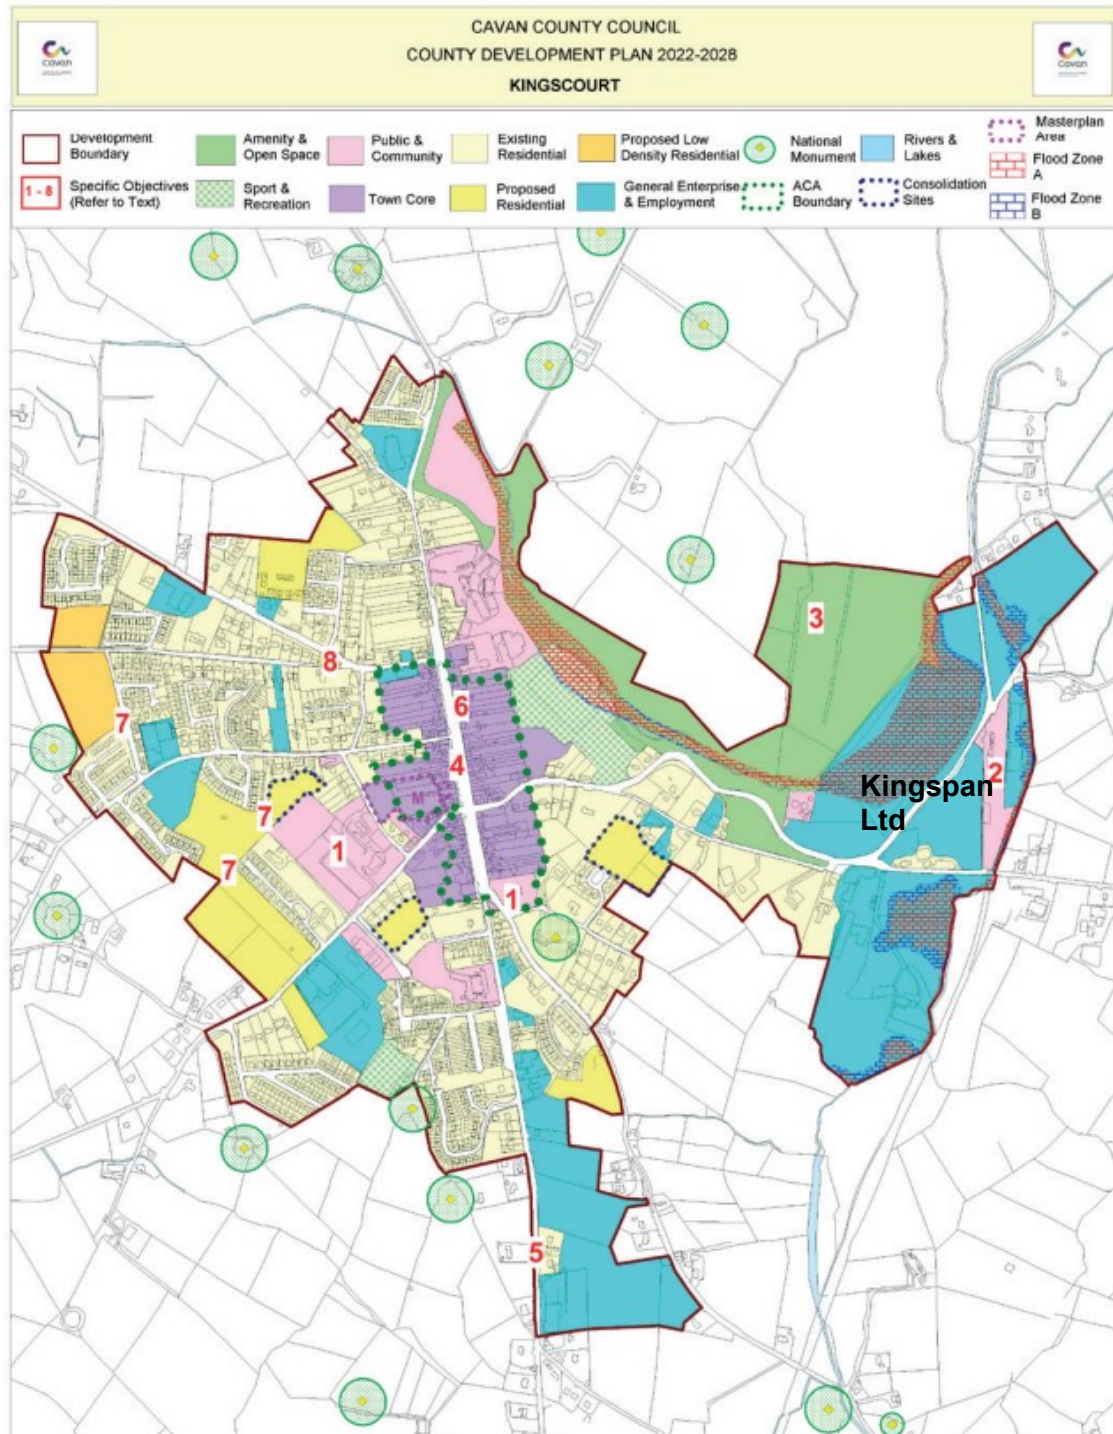 CAVAN COUNTY COUNCIL
COUNTY DEVELOPMENT PLAN 2022-2028
KINGSCOURT
Cavan
Cavan
Development
Boundary
Amenity &
Open Space
Public &
Community
Existing
Residential
Proposed Low
Density Residential
National
Monument
Rivers &
Lakes
Masterplan
Area
Flood Zone
A
1 - 8
Specific Objectives
(Refer to Text)
Sport &
Recreation
Town Core
Proposed
Residential
General Enterprise
& Employment
ACA
Boundary
Consolidation
Sites
Flood Zone
B
3
8
6
7
4
Kingspan
Ltd
2
M
7
1
7
1
5